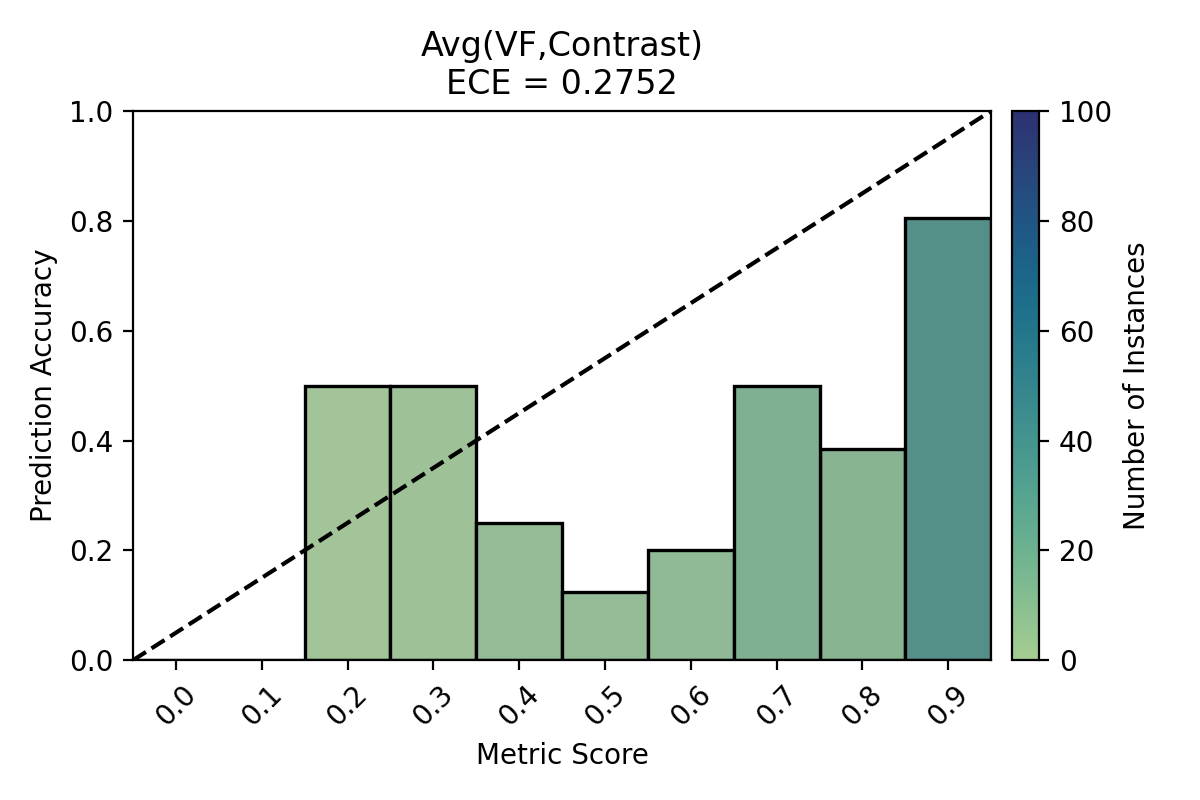 Avg(VF,Contrast)
ECE = 0.2752
1.0
0.8
0.6
0.4
0.2
0.0
Prediction Accuracy
0.0 0.1 0.2 0.3 0.4 0.5 0.6 0.7 0.8 0.9
Metric Score
100
80
60
40
20
0
Number of Instances